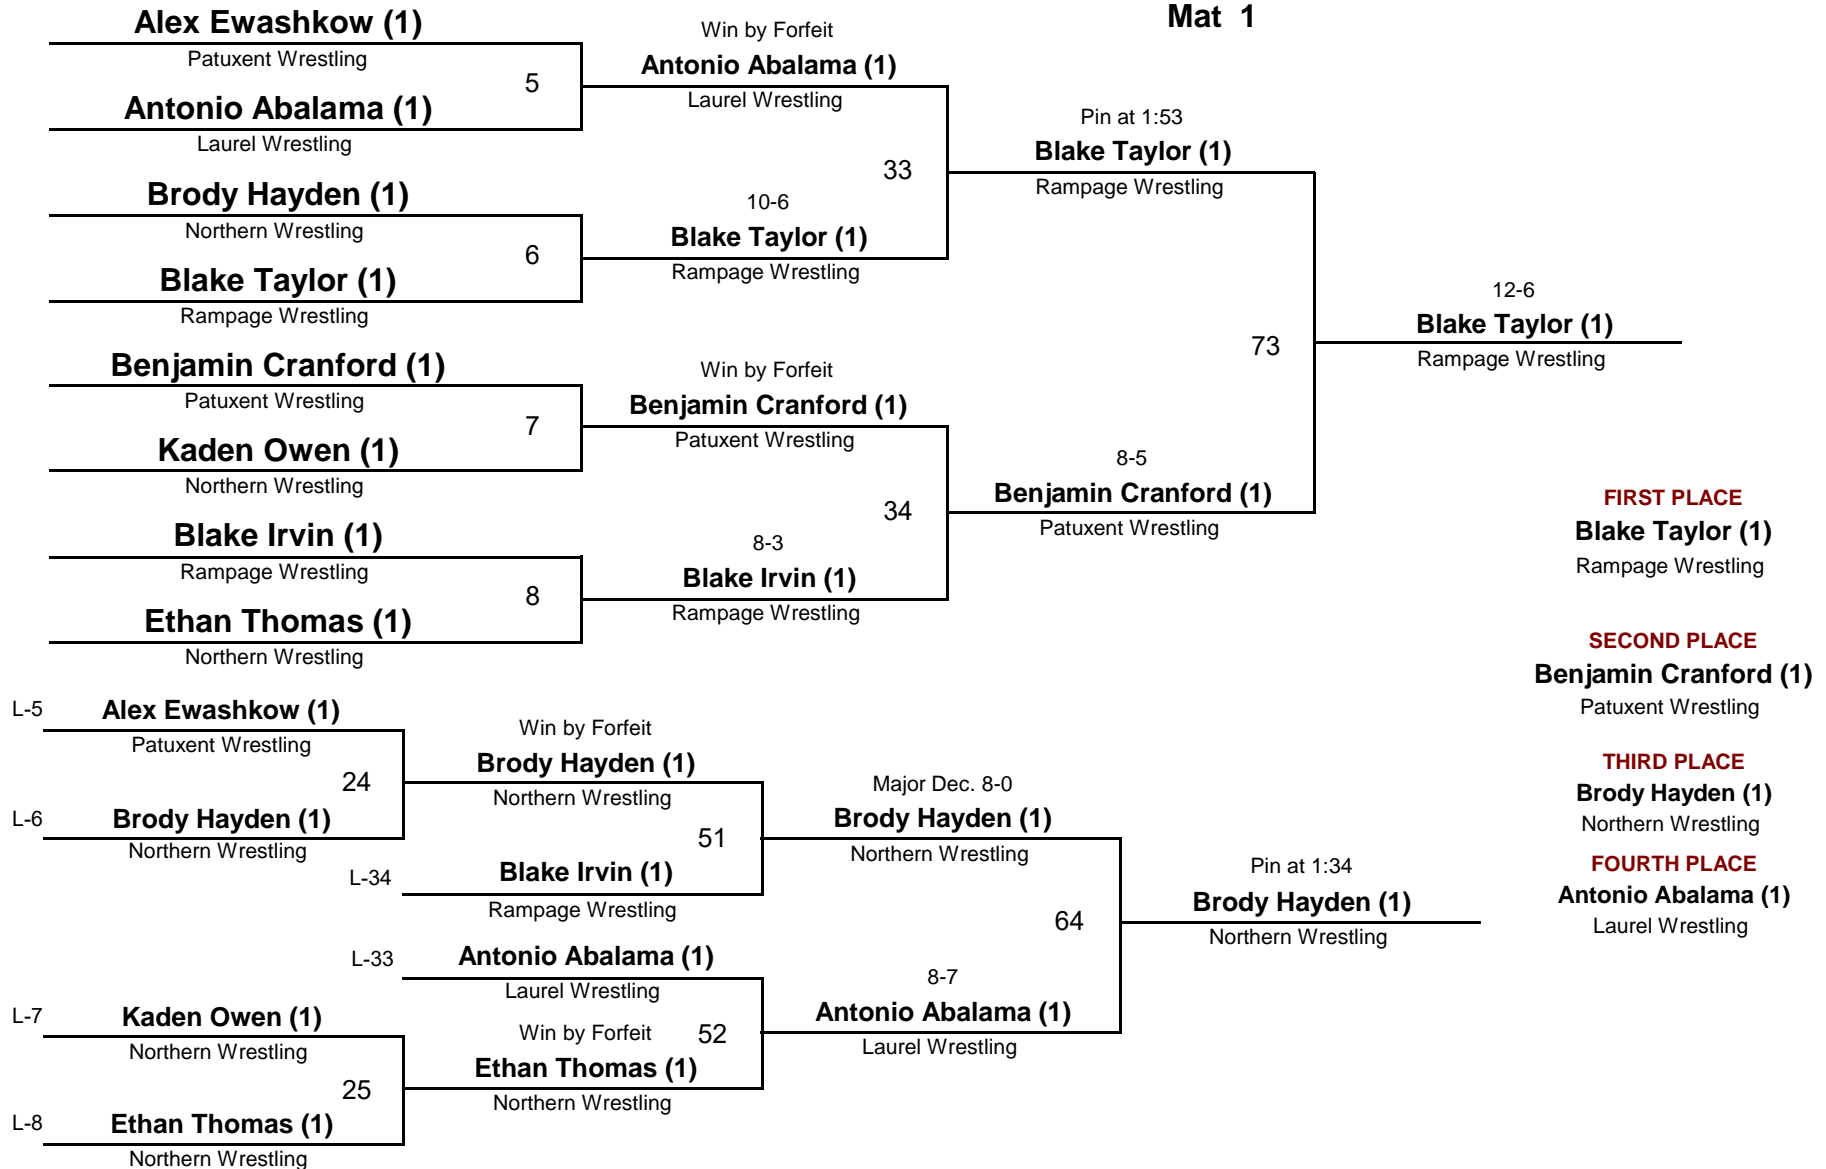 Mat 1
Alex Ewashkow (1)
Patuxent Wrestling
5
Antonio Abalama (1)
Laurel Wrestling
Brody Hayden (1)
Northern Wrestling
6
Blake Taylor (1)
Rampage Wrestling
Benjamin Cranford (1)
Patuxent Wrestling
7
Kaden Owen (1)
Northern Wrestling
Blake Irvin (1)
Rampage Wrestling
8
Ethan Thomas (1)
Northern Wrestling
Win by Forfeit
Antonio Abalama (1)
Laurel Wrestling
33
10-6
Blake Taylor (1)
Rampage Wrestling
Win by Forfeit
Benjamin Cranford (1)
Patuxent Wrestling
34
8-3
Blake Irvin (1)
Rampage Wrestling
Pin at 1:53
Blake Taylor (1)
Rampage Wrestling
73
8-5
Benjamin Cranford (1)
Patuxent Wrestling
12-6
Blake Taylor (1)
Rampage Wrestling
FIRST PLACE
Blake Taylor (1)
Rampage Wrestling
SECOND PLACE
Benjamin Cranford (1)
Patuxent Wrestling
THIRD PLACE
Brody Hayden (1)
Northern Wrestling
FOURTH PLACE
Antonio Abalama (1)
Laurel Wrestling
L-5
Alex Ewashkow (1)
Patuxent Wrestling
24
L-6
Brody Hayden (1)
Northern Wrestling
Win by Forfeit
Brody Hayden (1)
Northern Wrestling
51
L-34
Blake Irvin (1)
Rampage Wrestling
L-33
Antonio Abalama (1)
Laurel Wrestling
52
L-7
Kaden Owen (1)
Northern Wrestling
25
L-8
Ethan Thomas (1)
Northern Wrestling
Win by Forfeit
Ethan Thomas (1)
Northern Wrestling
Major Dec. 8-0
Brody Hayden (1)
Northern Wrestling
64
8-7
Antonio Abalama (1)
Laurel Wrestling
Pin at 1:34
Brody Hayden (1)
Northern Wrestling